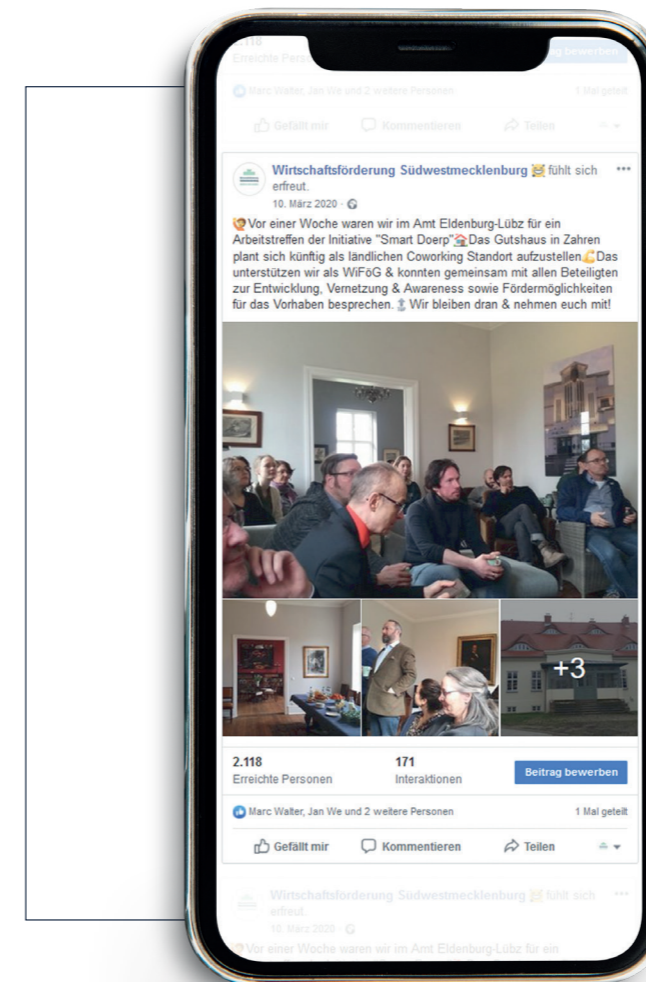 2.118
Erreichte Personen
Beitrag bewerben
Marc Walter, Jan We und 2 weitere Personen
1 Mal geteilt
Gefällt mir
Kommentieren
Teilen
Wirtschaftsförderung Südwestmecklenburg 😹 fühlt sich
erfreut.
10. März 2020 ·
🙋Vor einer Woche waren wir im Amt Eldenburg-Lübz für ein
Arbeitstreffen der Initiative "Smart Doerp"🏠Das Gutshaus in Zahren
plant sich künftig als ländlichen Coworking Standort aufzustellen💪Das
unterstützen wir als WiFöG & konnten gemeinsam mit allen Beteiligten
zur Entwicklung, Vernetzung & Awareness sowie Fördermöglichkeiten
für das Vorhaben besprechen. Wir bleiben dran & nehmen euch mit!
+3
2.118
Erreichte Personen
171
Interaktionen
Beitrag bewerben
Marc Walter, Jan We und 2 weitere Personen
1 Mal geteilt
Gefällt mir
Kommentieren
Teilen
Wirtschaftsförderung Südwestmecklenburg 😹 fühlt sich
erfreut.
10. März 2020 ·
🙋Vor einer Woche waren wir im Amt Eldenburg-Lübz für ein